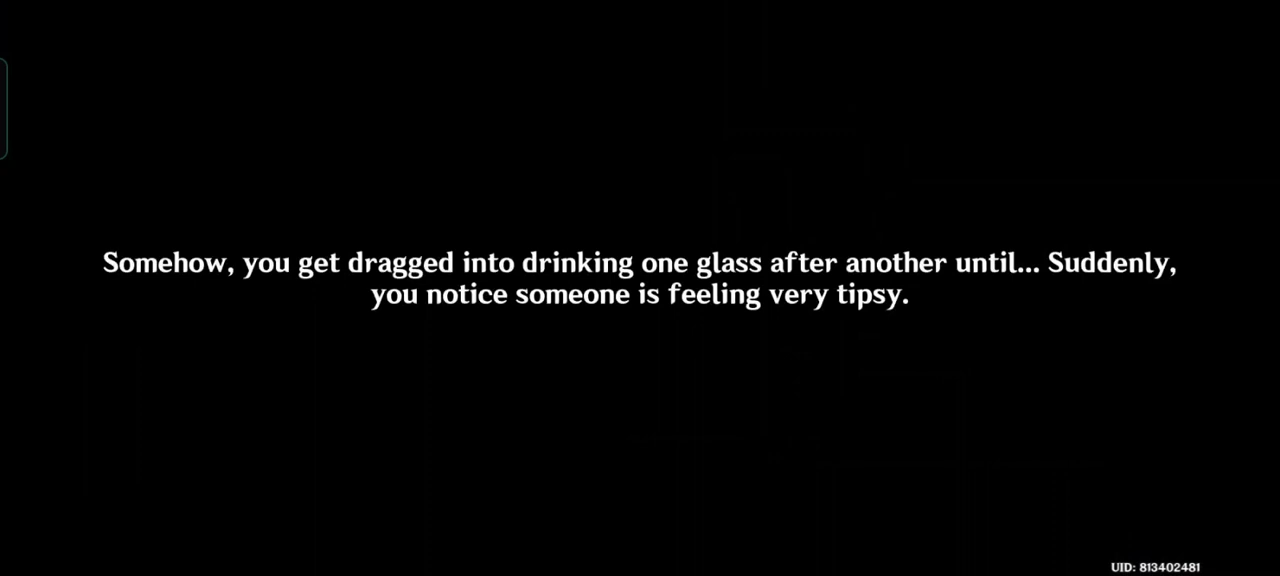 Somehow, you get dragged into drinking one glass after another until... Suddenly,
you notice someone is feeling very tipsy.
UID: 813402481